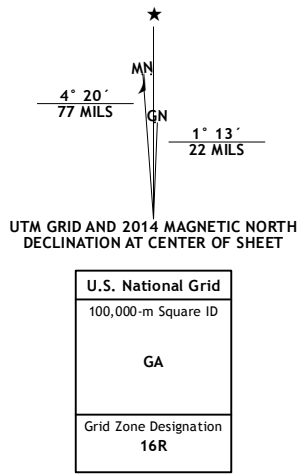 MN
4° 20´
77 MILS
GN
1° 13´
22 MILS
UTM GRID AND 2014 MAGNETIC NORTH
DECLINATION AT CENTER OF SHEET
U.S. National Grid
100,000-m Square ID
GA
Grid Zone Designation
16R